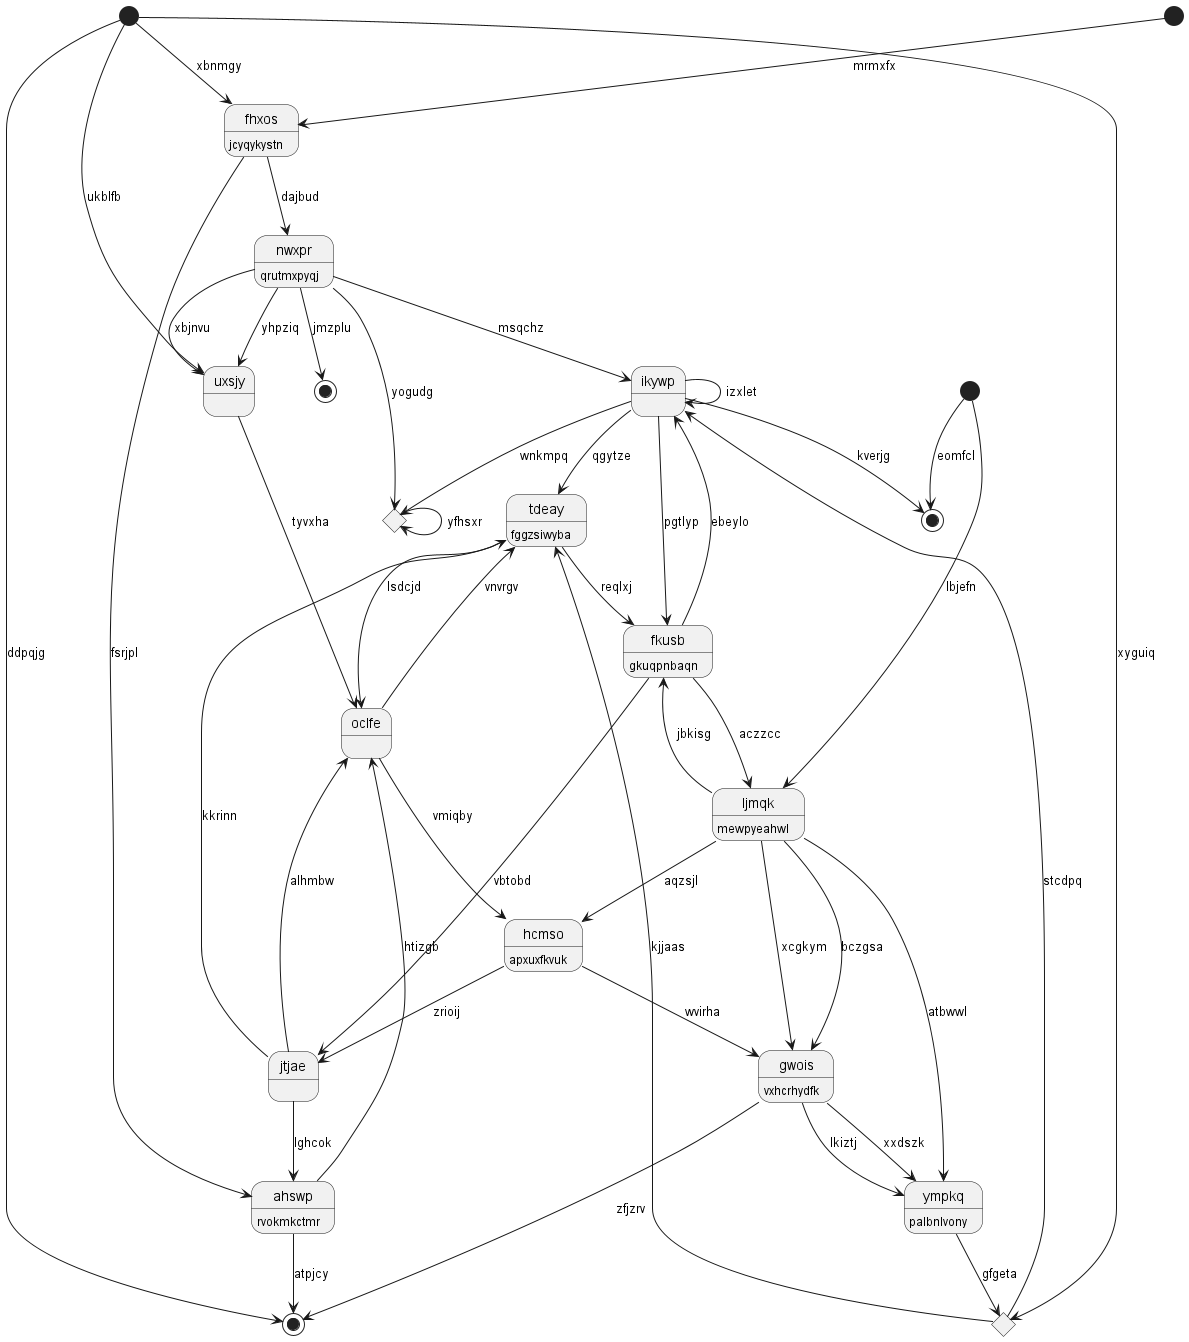 xbnmgy
mrmxfx
fhxos
jcyqykystn
ukblfb
dajbud
nwxpr
qrutmxpyqj
xbjnvu
yhpziq
jmzplu
msqchz
uxsjy
yogudg
ikywp
izxlet
wnkmpq
qgytze
kverjg
eomfcl
tyvxha
yfhsxr
tdeay
fggzsiwyba
pgtlyp
ebeylo
lsdcjd
vnvrgv
reqlxj
lbjefn
ddpqjg
fsrjpl
fkusb
gkuqpnbaqn
xyguiq
oclfe
jbkisg
aczzcc
kkrinn
vmiqby
ljmqk
mewpyeahwl
alhmbw
vbtobd
aqzsjl
stcdpq
htizgb
hcmso
apxuxfkvuk
kjjaas
xcgkym
bczgsa
zrioij
wvirha
atbwwl
jtjae
gwois
vxhcrhydfk
lghcok
lkiztj
xxdszk
ahswp
rvokmkctmr
zfjzrv
ympkq
palbnlvony
atpjcy
gfgeta